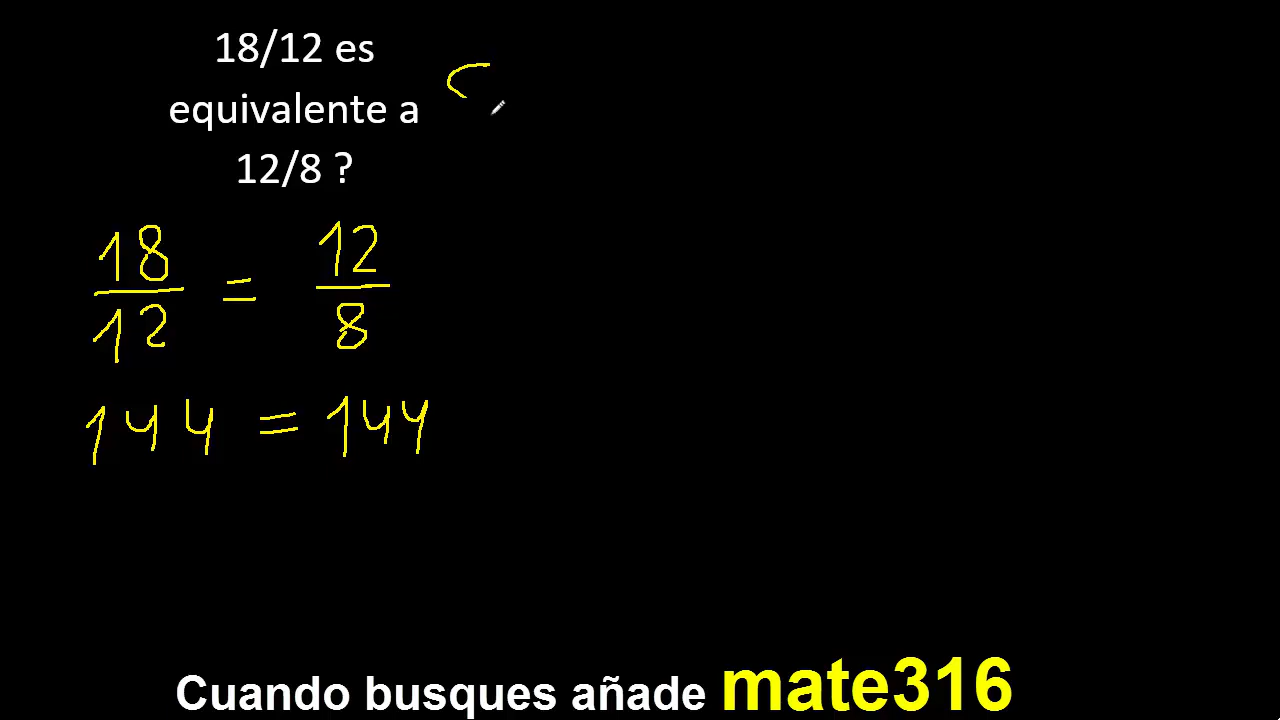 18/12 es
equivalente a
12/8 ?
18/12 = 12/8
144 = 144
Cuando busques añade mate316